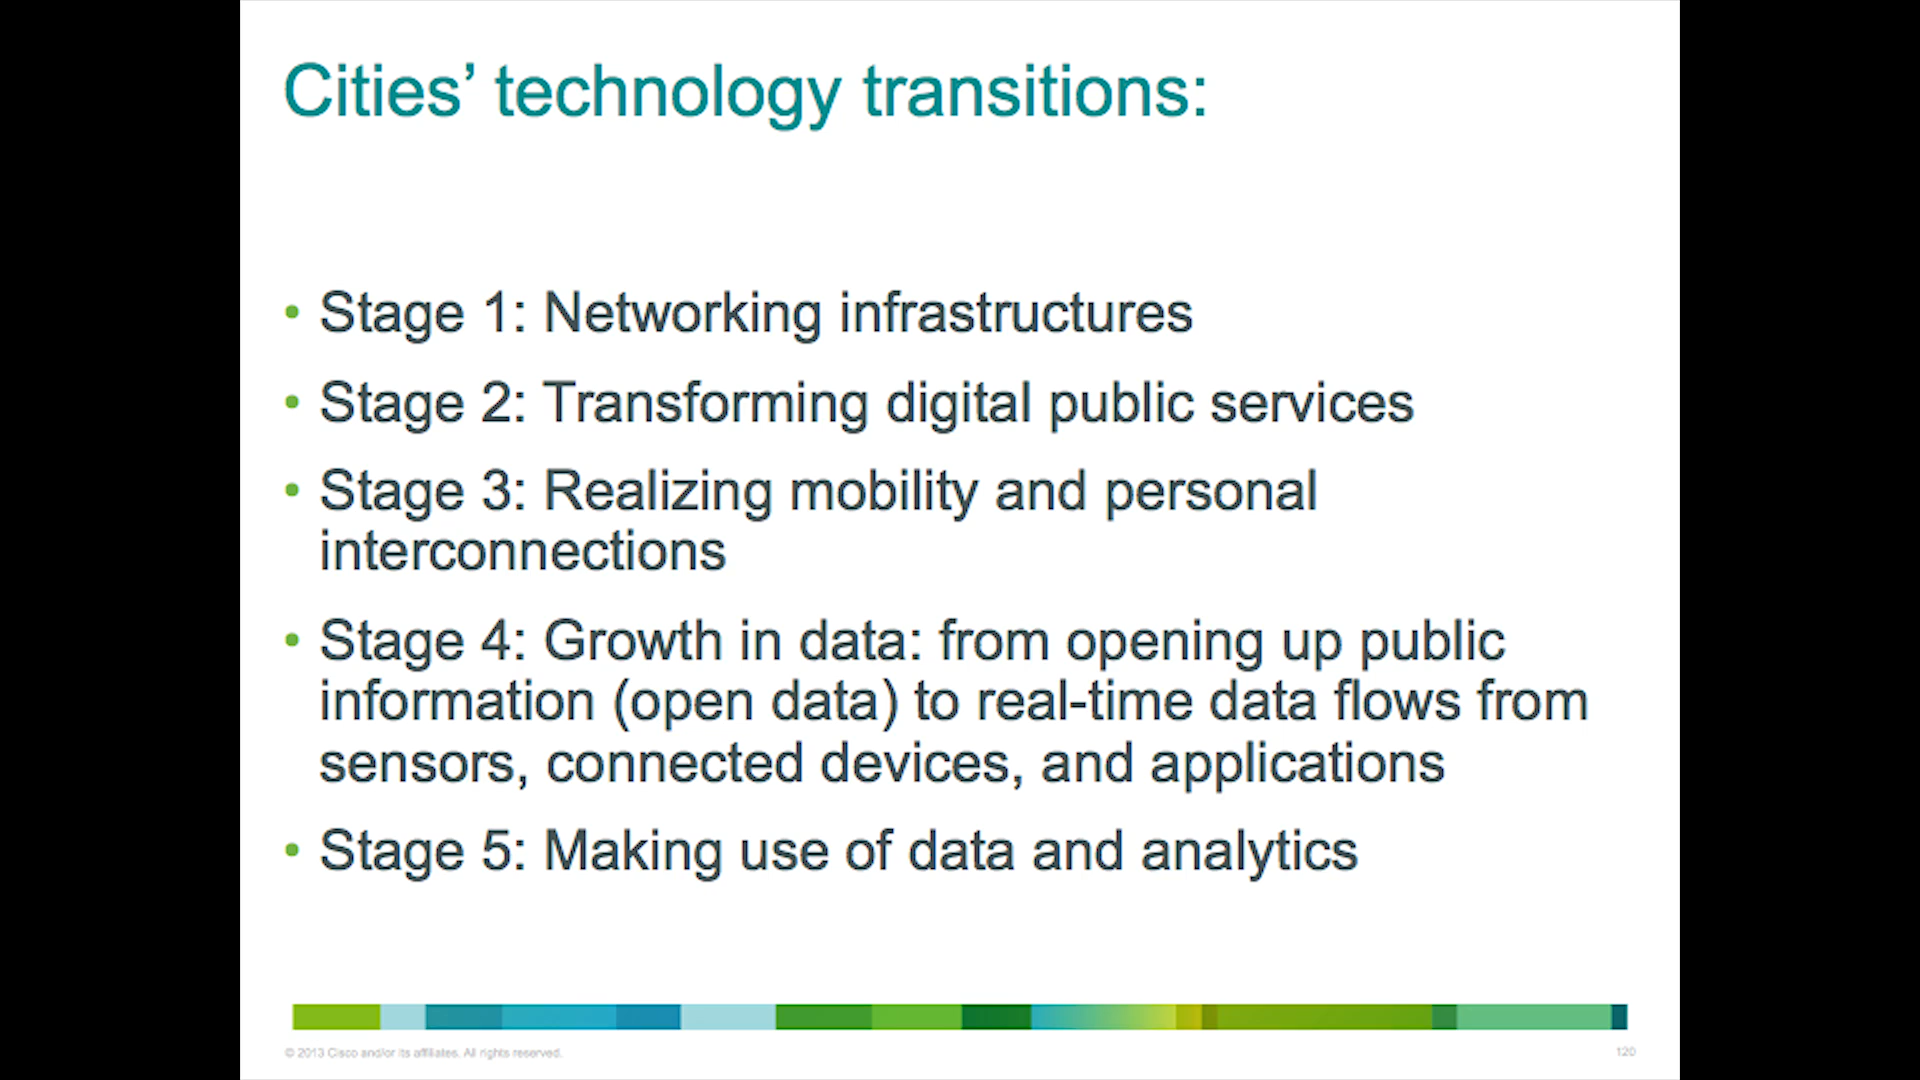 Cities’ technology transitions:
• Stage 1: Networking infrastructures
• Stage 2: Transforming digital public services
• Stage 3: Realizing mobility and personal
interconnections
• Stage 4: Growth in data: from opening up public
information (open data) to real-time data flows from
sensors, connected devices, and applications
• Stage 5: Making use of data and analytics
© 2013 Cisco and/or its affiliates. All rights reserved.
120